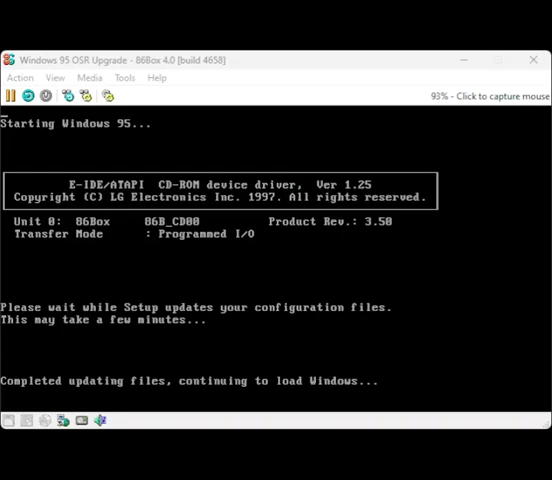 Windows 95 OSR Upgrade - 86Box 4.0 [build 4658]
Action View Media Tools Help
93% - Click to capture mouse
Starting Windows 95...
E-IDE/ATAPI CD-ROM device driver, Ver 1.25
Copyright (C) LG Electronics Inc. 1997. All rights reserved.
Unit 0: 86Box 86B_CD00 Product Rev.: 3.50
Transfer Mode : Programmed I/O
Please wait while Setup updates your configuration files.
This may take a few minutes...
Completed updating files, continuing to load Windows...